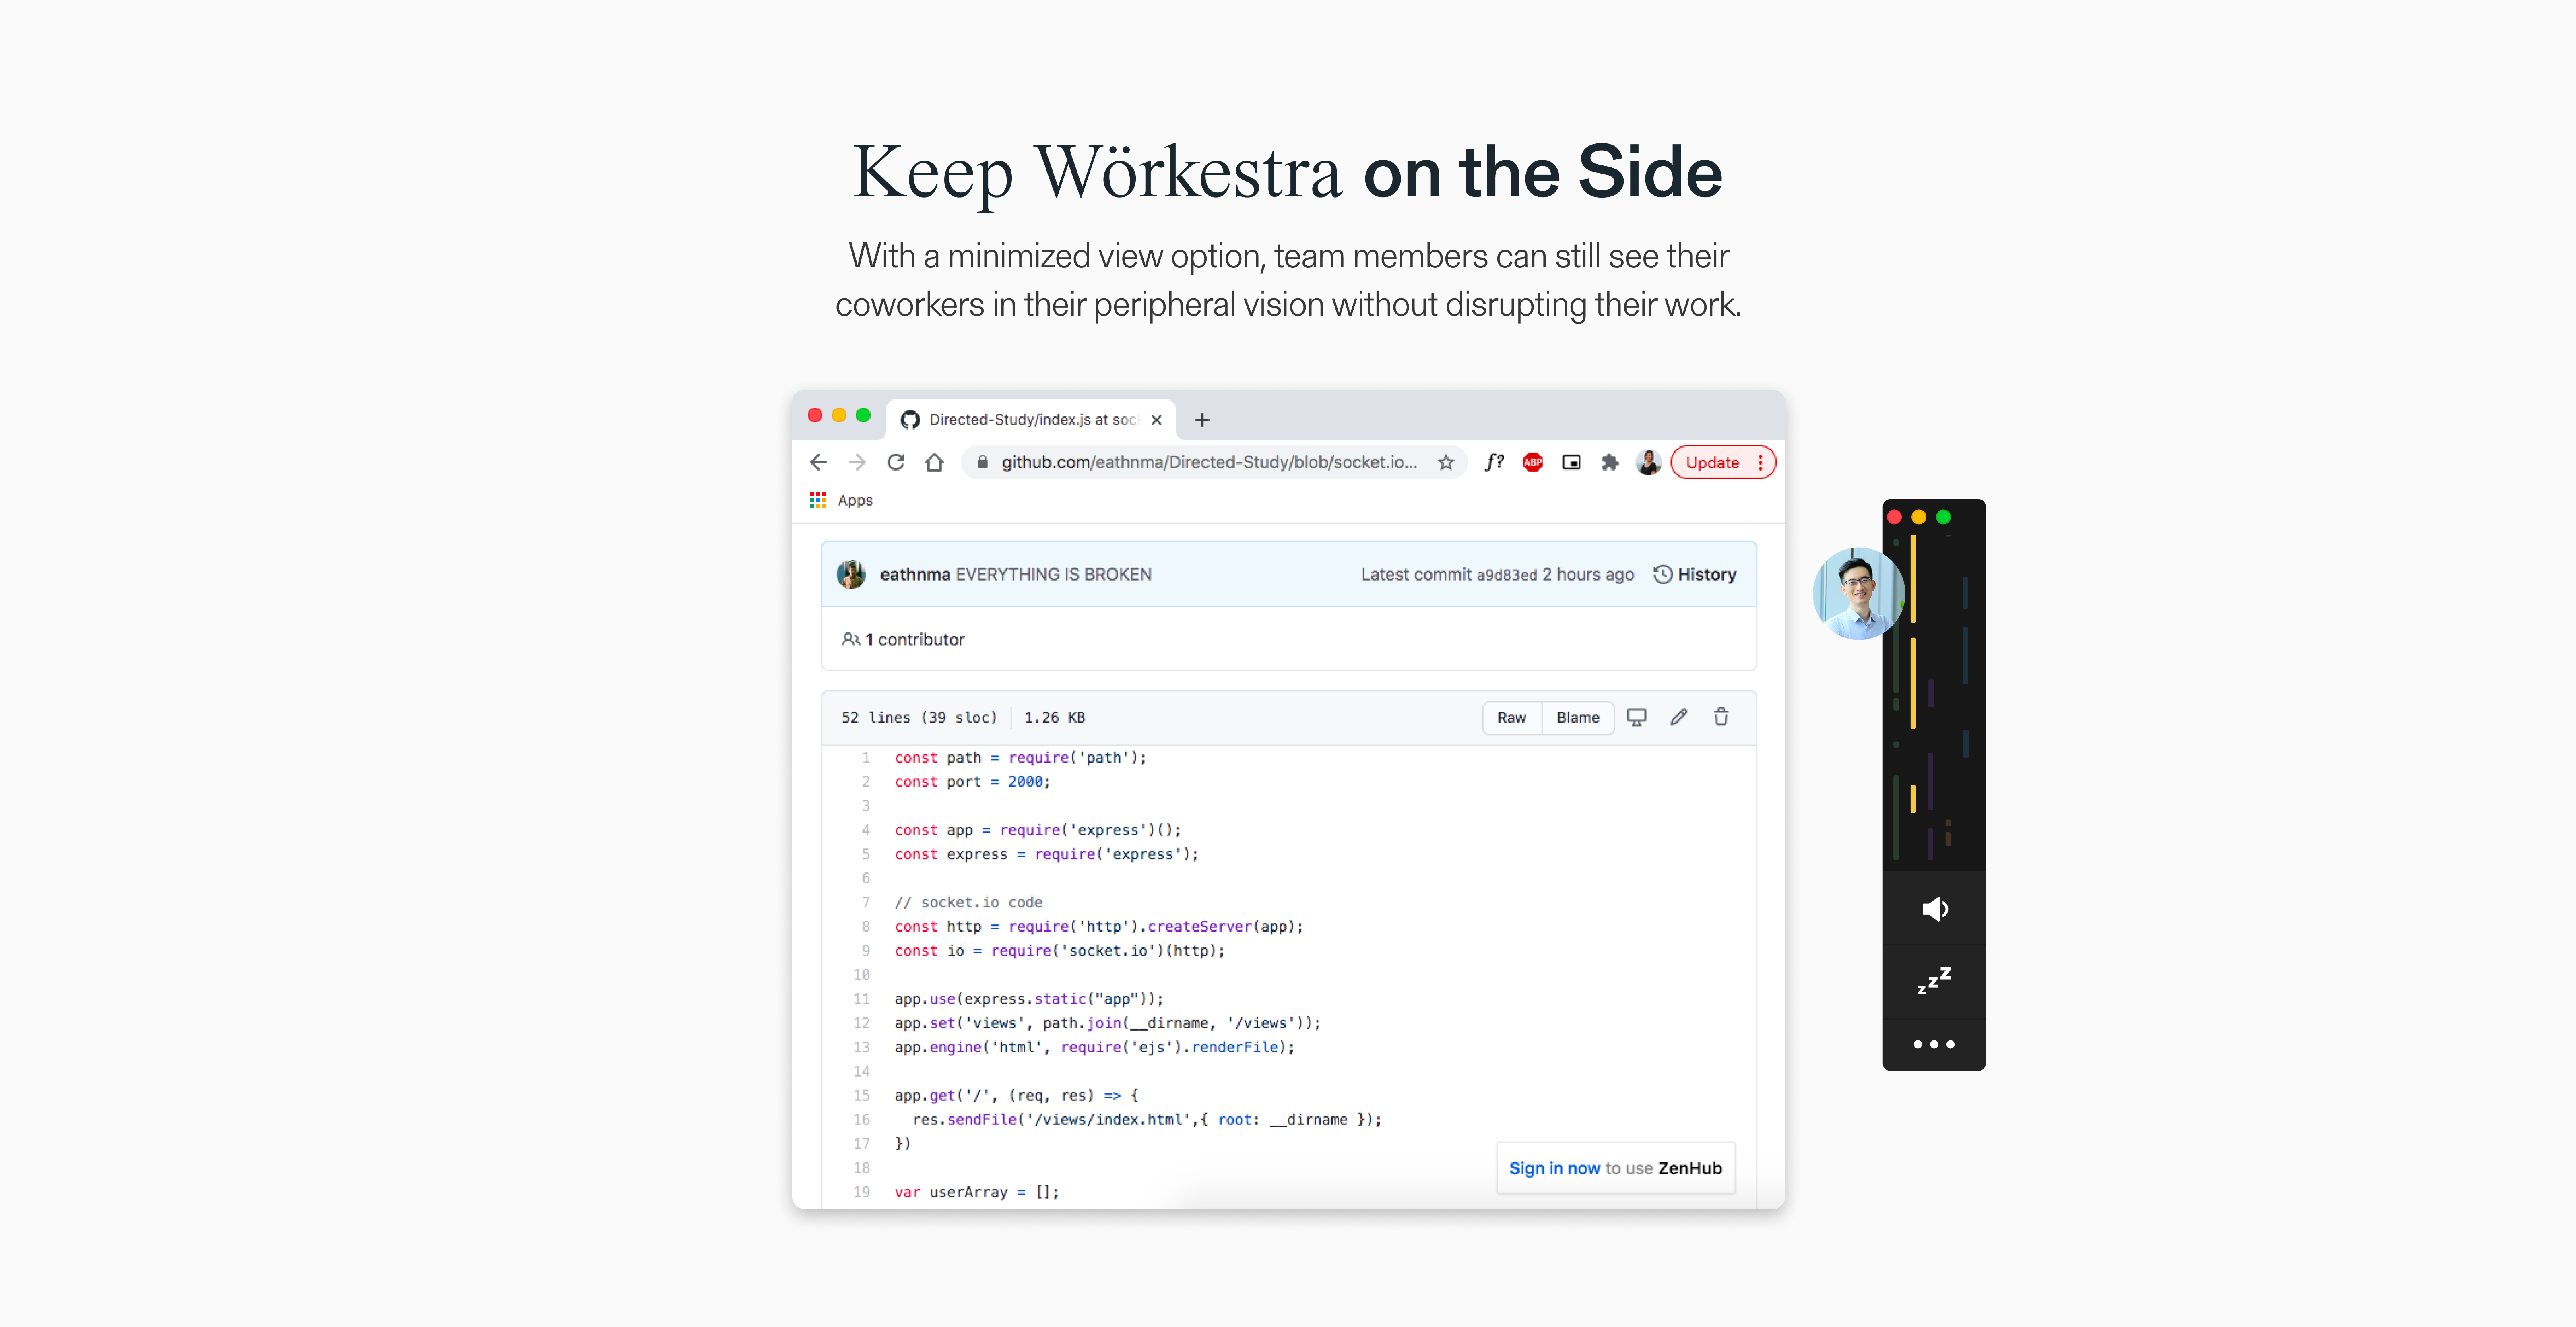 Keep Wörkestra on the Side
With a minimized view option, team members can still see their
coworkers in their peripheral vision without disrupting their work.
Directed-Study/index.js at soc
github.com/eathnma/Directed-Study/blob/socket.io...
f?
ABP
Update
Apps
eathnma EVERYTHING IS BROKEN
Latest commit a9d83ed 2 hours ago
History
1 contributor
52 lines (39 sloc)
1.26 KB
Raw
Blame
1 const path = require('path');
2 const port = 2000;
3
4 const app = require('express')();
5 const express = require('express');
6
7 // socket.io code
8 const http = require('http').createServer(app);
9 const io = require('socket.io')(http);
10
11 app.use(express.static("app"));
12 app.set('views', path.join(__dirname, '/views'));
13 app.engine('html', require('ejs').renderFile);
14
15 app.get('/', (req, res) => {
16   res.sendFile('/views/index.html',{ root: __dirname });
17 })
18
19 var userArray = [];
Sign in now to use ZenHub
zzz